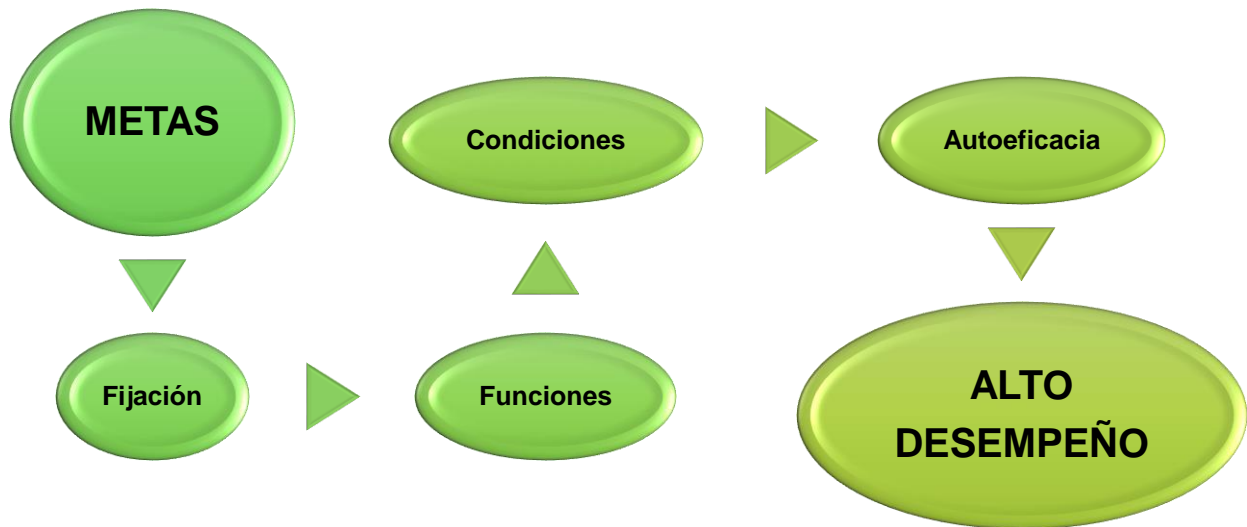 METAS
Fijación
Funciones
Condiciones
Autoeficacia
ALTO
DESEMPEÑO